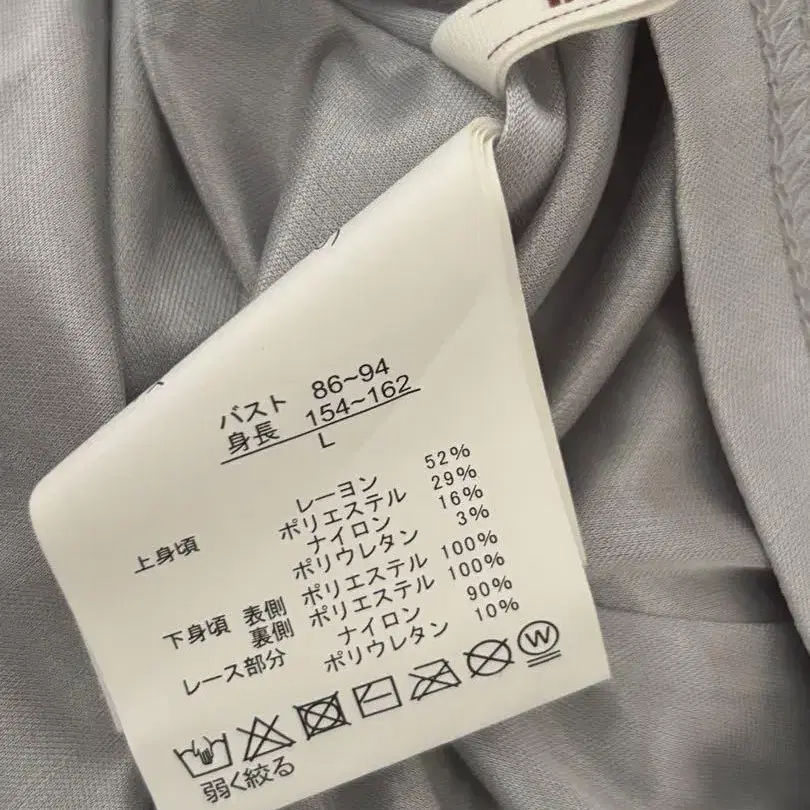 バスト 86~94
身長 154~162
L
上身頃 レーヨン 52%
ポリエステル 29%
ナイロン 16%
ポリウレタン 3%
下身頃 表側 ポリエステル 100%
裏側 ポリエステル 100%
レース部分 ナイロン 90%
ポリウレタン 10%
W
弱く絞る